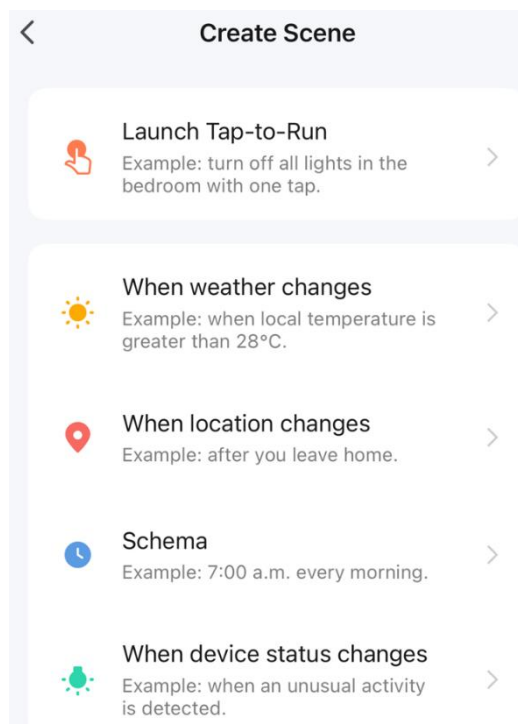 Create Scene
Launch Tap-to-Run
Example: turn off all lights in the
bedroom with one tap.
When weather changes
Example: when local temperature is
greater than 28°C.
When location changes
Example: after you leave home.
Schema
Example: 7:00 a.m. every morning.
When device status changes
Example: when an unusual activity
is detected.